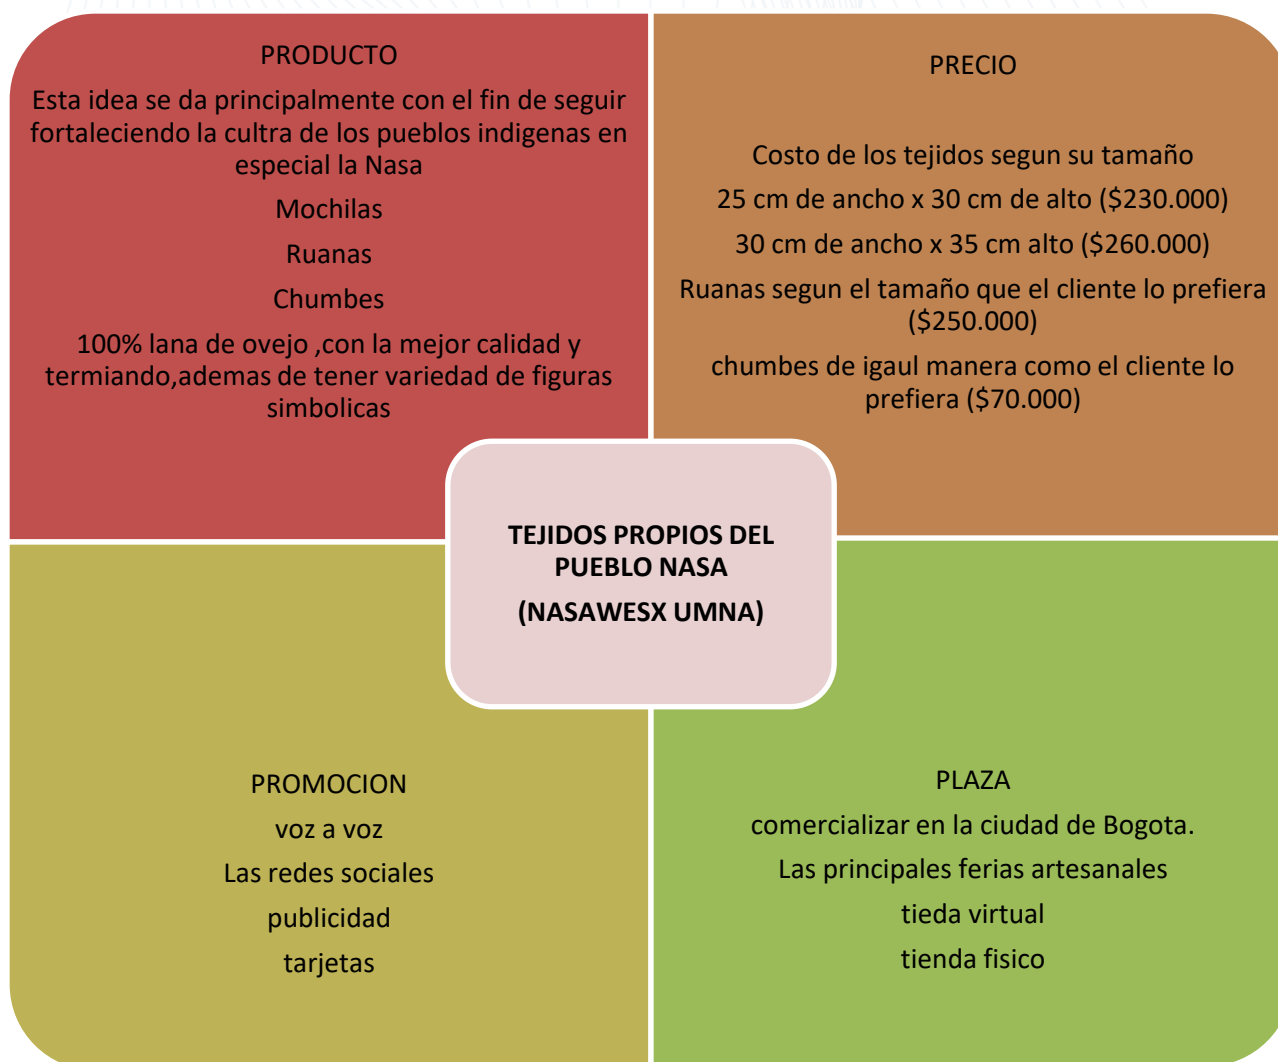 PRODUCTO
Esta idea se da principalmente con el fin de seguir
fortaleciendo la cultra de los pueblos indigenas en
especial la Nasa
Mochilas
Ruanas
Chumbes
100% lana de ovejo ,con la mejor calidad y
termiando,ademas de tener variedad de figuras
simbolicas
PRECIO
Costo de los tejidos segun su tamaño
25 cm de ancho x 30 cm de alto ($230.000)
30 cm de ancho x 35 cm alto ($260.000)
Ruanas segun el tamaño que el cliente lo prefiera
($250.000)
chumbes de igaul manera como el cliente lo
prefiera ($70.000)
TEJIDOS PROPIOS DEL
PUEBLO NASA
(NASAWESX UMNA)
PROMOCION
voz a voz
Las redes sociales
publicidad
tarjetas
PLAZA
comercializar en la ciudad de Bogota.
Las principales ferias artesanales
tieda virtual
tienda fisico